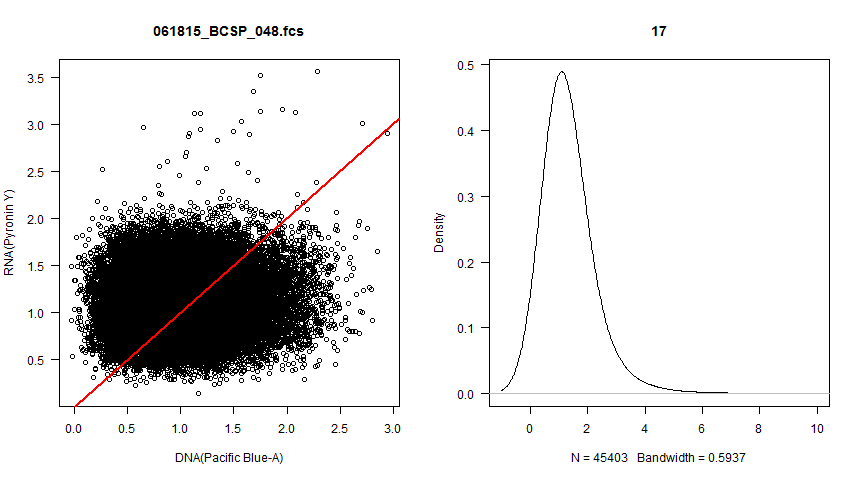 061815_BCSP_048.fcs
RNA(Pyronin Y)
3.5
3.0
2.5
2.0
1.5
1.0
0.5
0.0 0.5 1.0 1.5 2.0 2.5 3.0
DNA(Pacific Blue-A)
17
Density
0.5
0.4
0.3
0.2
0.1
0.0
0 2 4 6 8 10
N = 45403 Bandwidth = 0.5937